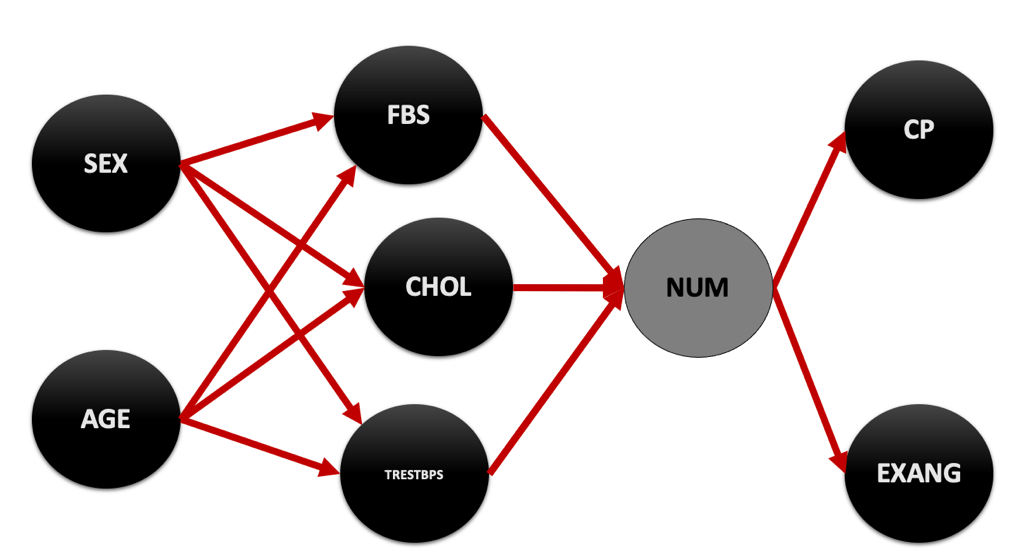 SEX
AGE
FBS
CHOL
TRESTBPS
NUM
CP
EXANG